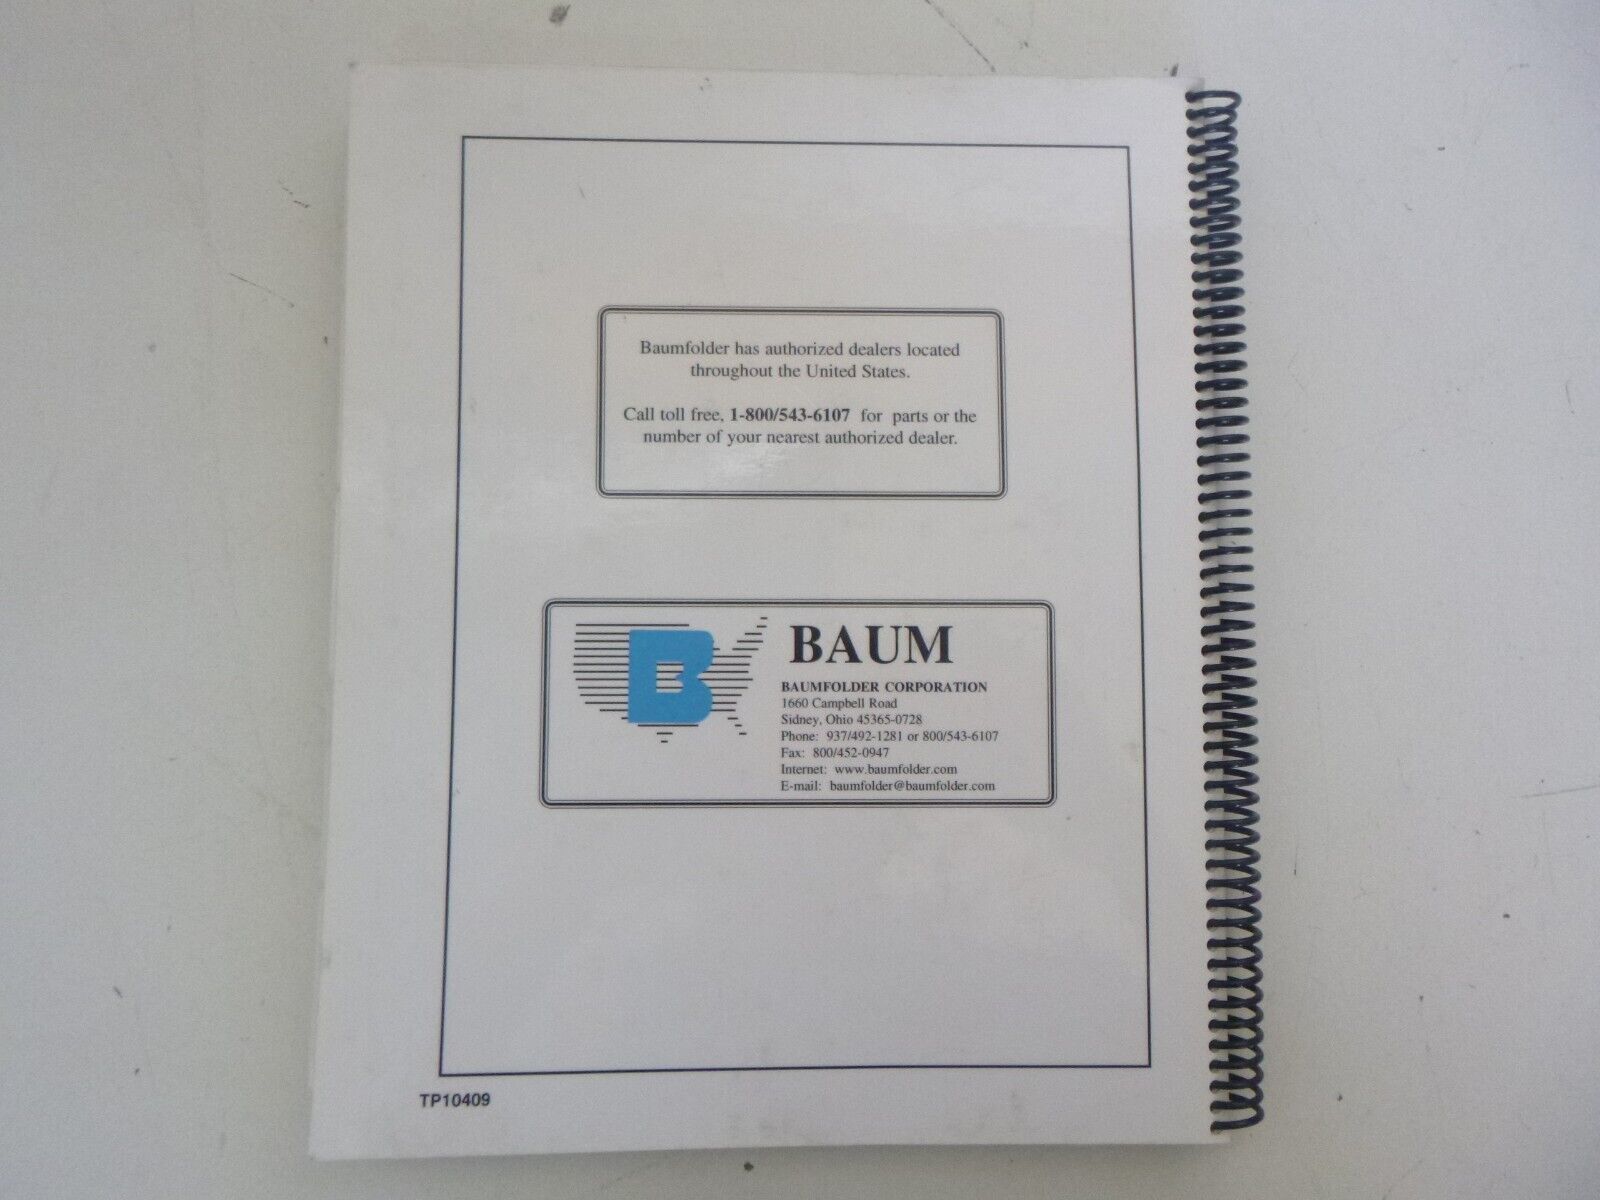 Baumfolder has authorized dealers located
throughout the United States.
Call toll free, 1-800/543-6107 for parts or the
number of your nearest authorized dealer.
B
BAUM
BAUMFOLDER CORPORATION
1660 Campbell Road
Sidney, Ohio 45365-0728
Phone: 937/492-1281 or 800/543-6107
Fax: 800/452-0947
Internet: www.baumfolder.com
E-mail: baumfolder@baumfolder.com
TP10409